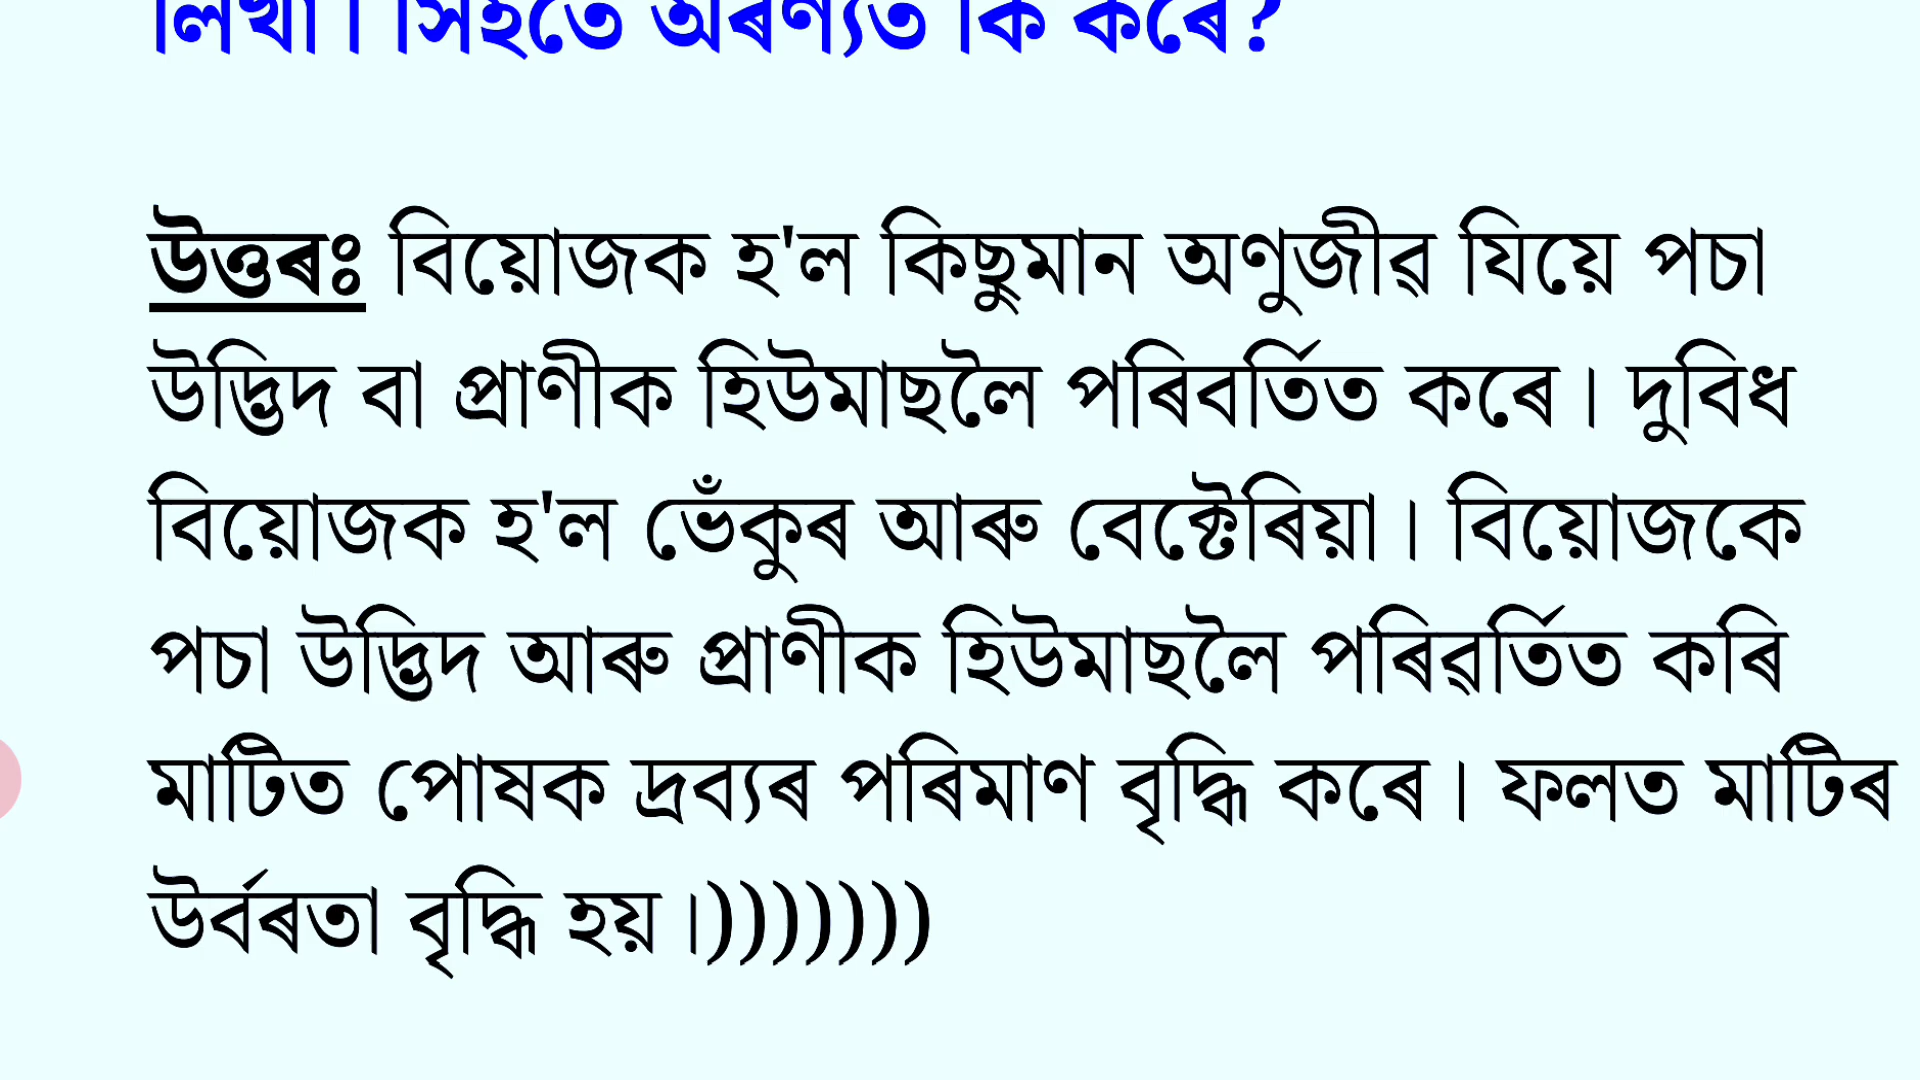 লিখা। সিহঁতে অৰণ্যত কি কৰে?
উত্তৰঃ বিয়োজক হ'ল কিছুমান অণুজীৱ যিয়ে পচা
উদ্ভিদ বা প্ৰাণীক হিউমাছলৈ পৰিবৰ্তিত কৰে। দুবিধ
বিয়োজক হ'ল ভেঁকুৰ আৰু বেক্টেৰিয়া। বিয়োজকে
পচা উদ্ভিদ আৰু প্ৰাণীক হিউমাছলৈ পৰিৱৰ্তিত কৰি
মাটিত পোষক দ্ৰব্যৰ পৰিমাণ বৃদ্ধি কৰে। ফলত মাটিৰ
উৰ্বৰতা বৃদ্ধি হয়।)))))))